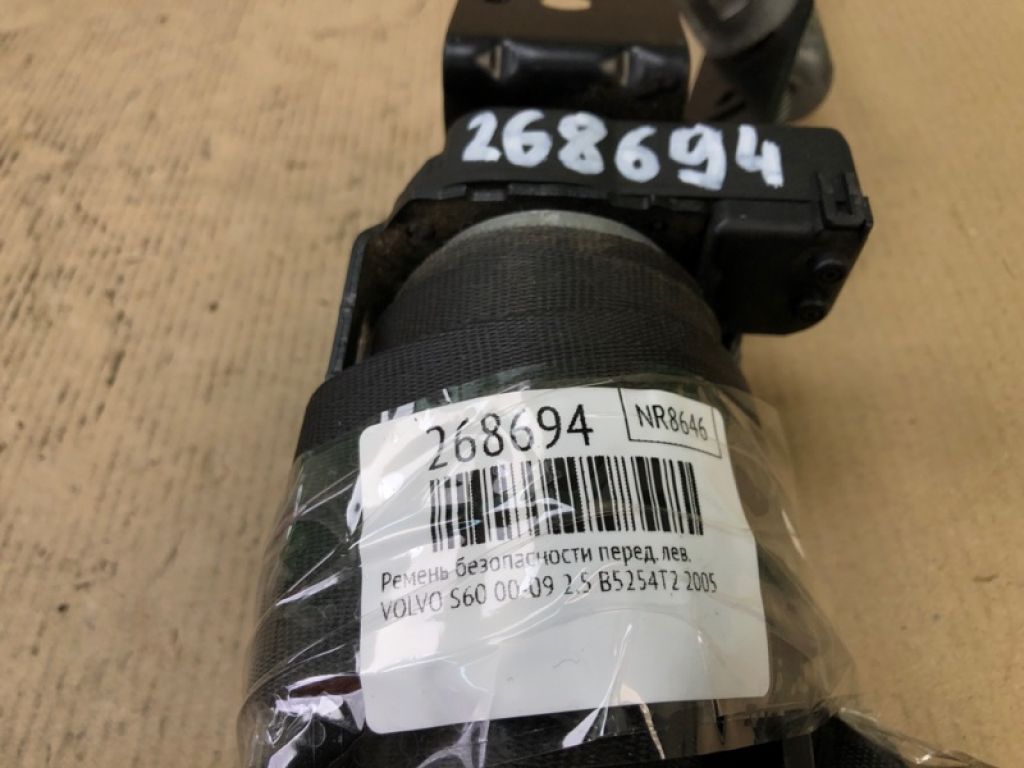 268694
268694
NR8646
Ремень безопасности перед. лев.
VOLVO S60 00-09 2.5 B5254T2 2005